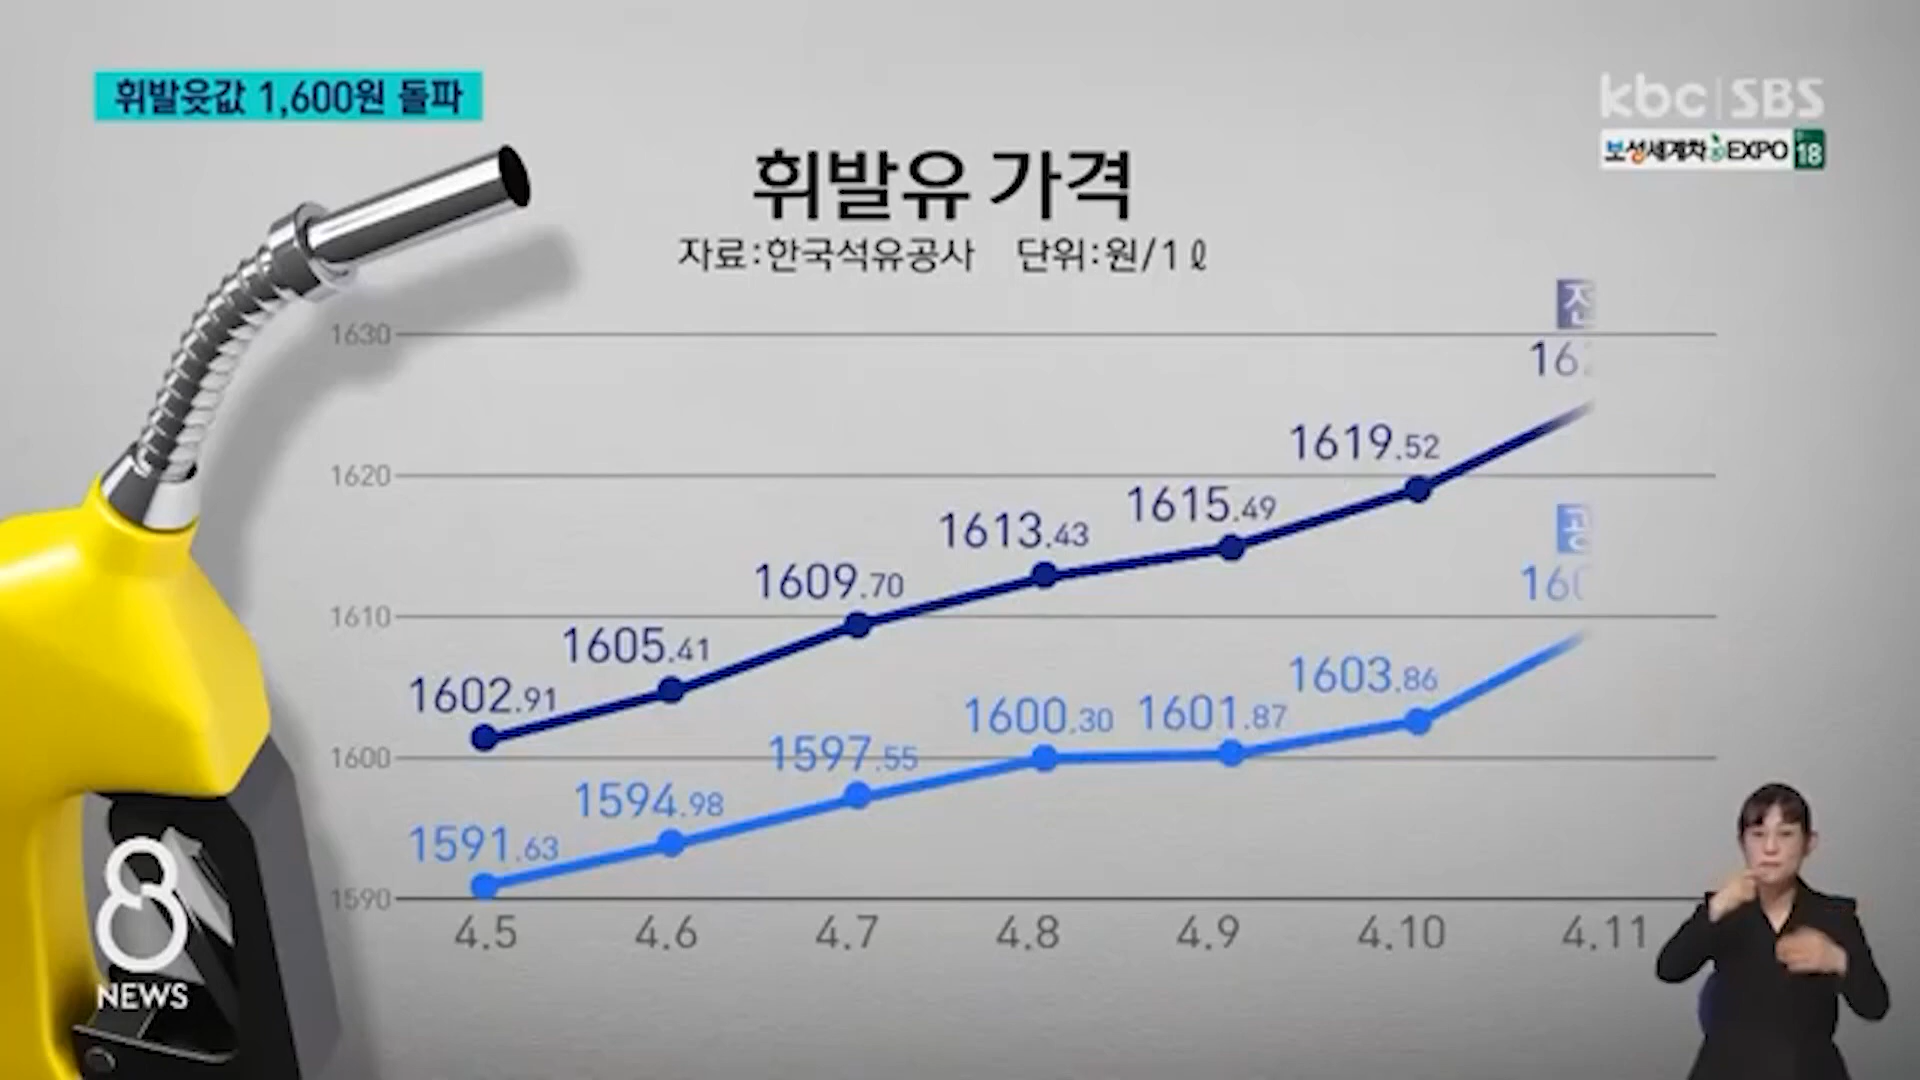 휘발윳값 1,600원 돌파
kbc SBS
보성세계차EXPO 18
휘발유 가격
자료:한국석유공사 단위:원/1ℓ
1630
1620
1610
1600
1590
1602.91
1605.41
1609.70
1613.43
1615.49
1619.52
1591.63
1594.98
1597.55
1600.30
1601.87
1603.86
4.5 4.6 4.7 4.8 4.9 4.10 4.11
8
NEWS